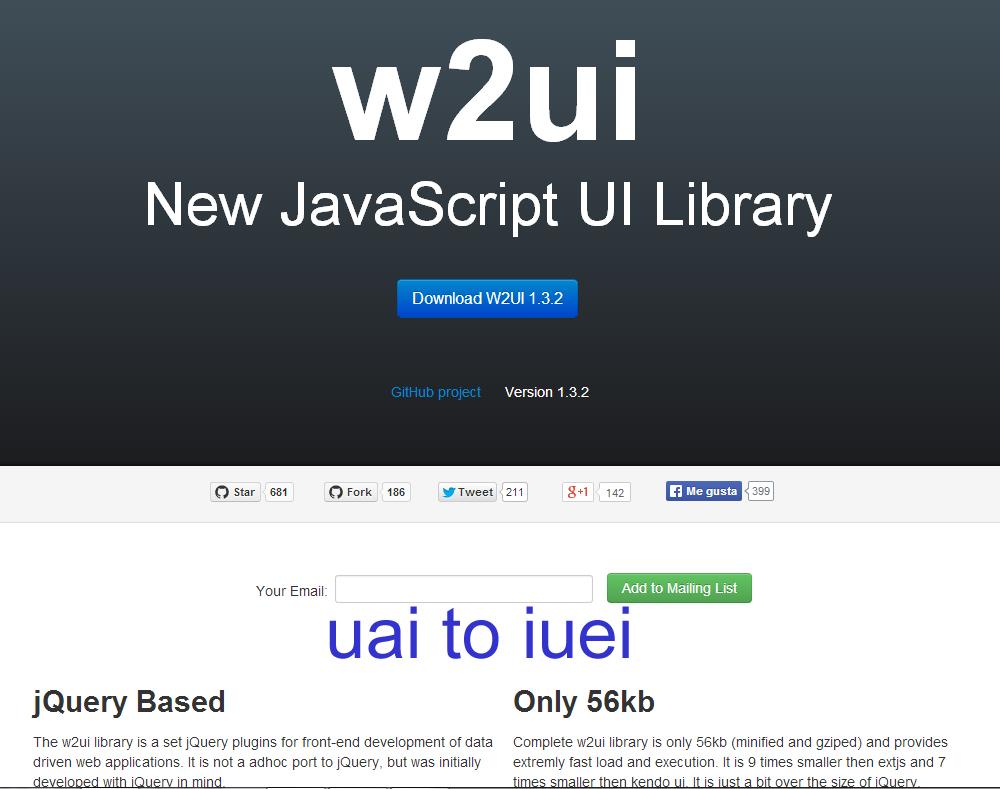 w2ui
New JavaScript UI Library
Download W2UI 1.3.2
GitHub project Version 1.3.2
Star 681 Fork 186 Tweet 211 g+1 142 Me gusta 399
Your Email: Add to Mailing List
uai to iuei
jQuery Based
The w2ui library is a set jQuery plugins for front-end development of data
driven web applications. It is not a adhoc port to jQuery, but was initially
developed with jQuery in mind.
Only 56kb
Complete w2ui library is only 56kb (minified and gziped) and provides
extremly fast load and execution. It is 9 times smaller then extjs and 7
times smaller then kendo ui. It is just a bit over the size of jQuery.